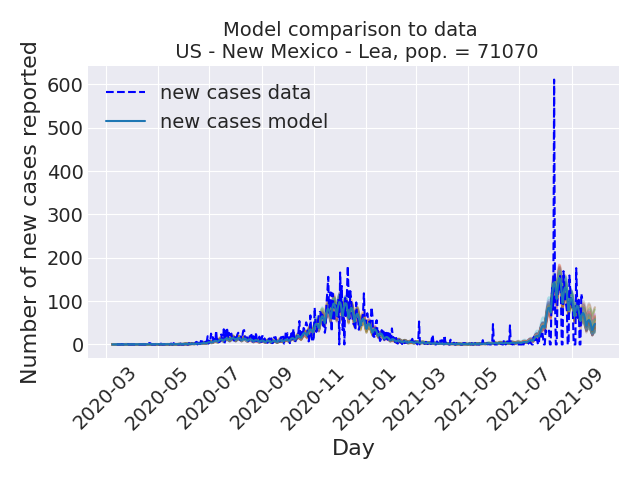 Model comparison to data
US - New Mexico - Lea, pop. = 71070
Number of new cases reported
600
500
400
300
200
100
0
new cases data
new cases model
2020-03
2020-05
2020-07
2020-09
2020-11
2021-01
2021-03
2021-05
2021-07
2021-09
Day